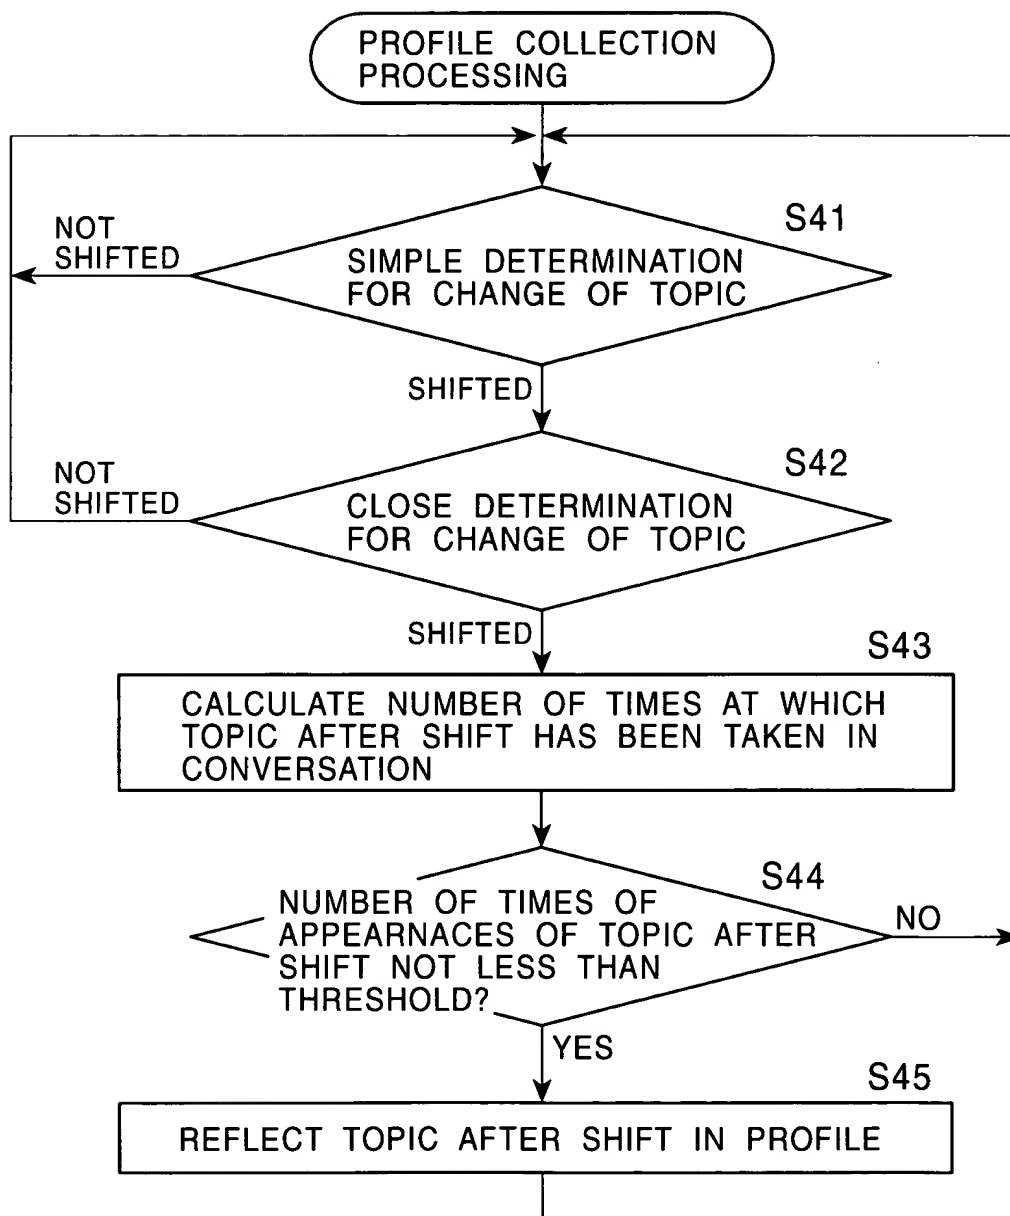 PROFILE COLLECTION
PROCESSING
S41
NOT
SHIFTED
SIMPLE DETERMINATION
FOR CHANGE OF TOPIC
SHIFTED
S42
NOT
SHIFTED
CLOSE DETERMINATION
FOR CHANGE OF TOPIC
SHIFTED
S43
CALCULATE NUMBER OF TIMES AT WHICH
TOPIC AFTER SHIFT HAS BEEN TAKEN IN
CONVERSATION
S44
NUMBER OF TIMES OF
APPEARNACES OF TOPIC AFTER
SHIFT NOT LESS THAN
THRESHOLD?
NO
YES
S45
REFLECT TOPIC AFTER SHIFT IN PROFILE